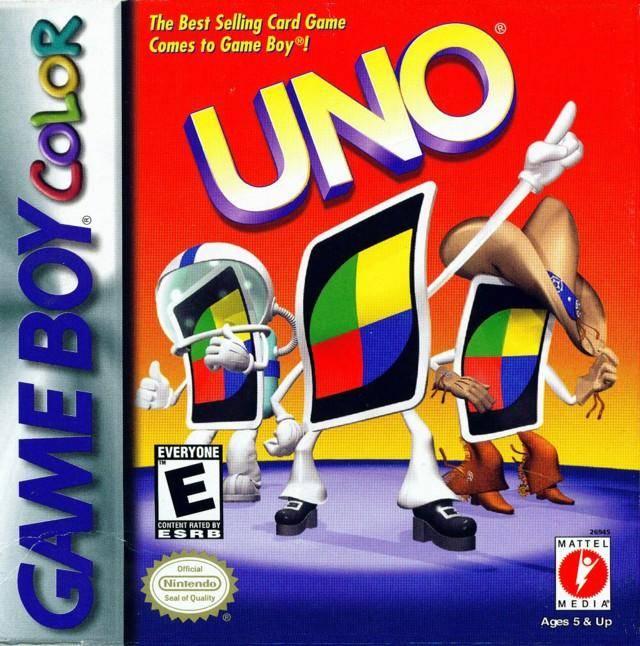 The Best Selling Card Game
Comes to Game Boy®!
UNO®
GAME BOY® COLOR
EVERYONE
TM
E
CONTENT RATED BY
ESRB
Official
Nintendo
Seal of Quality
®
26945
MATTEL
MEDIA®
Ages 5 & Up